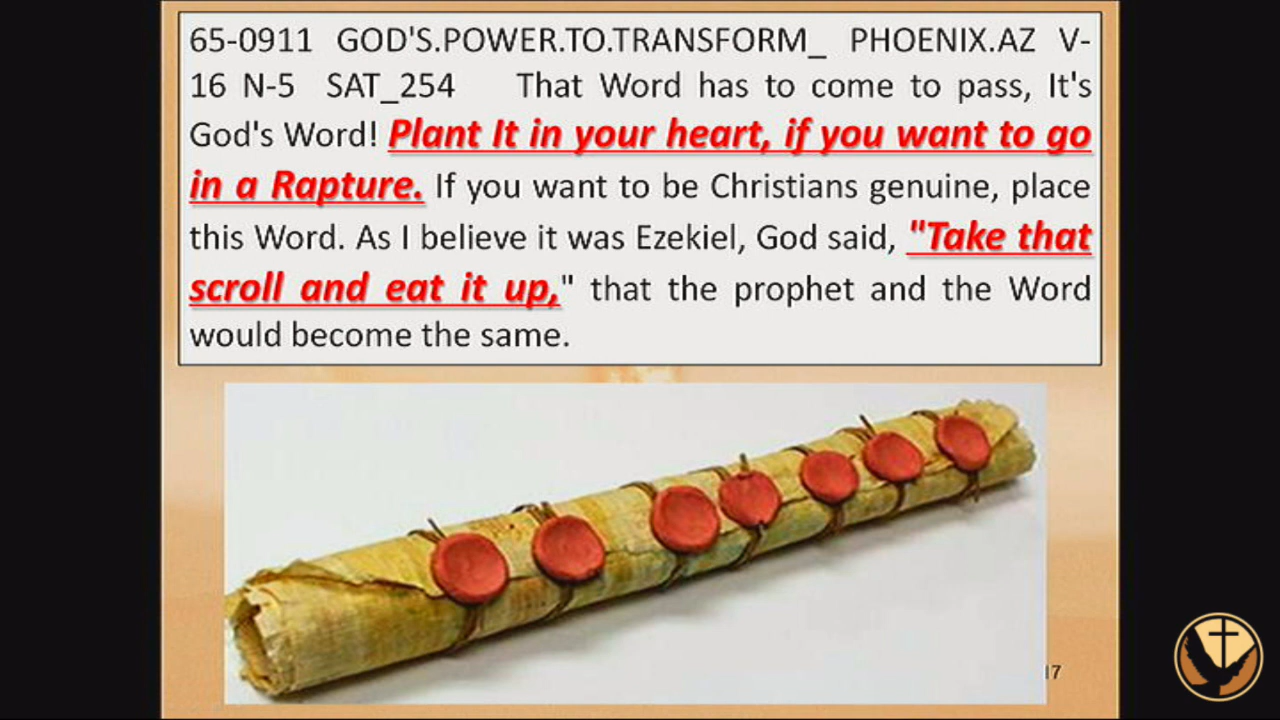 65-0911 GOD'S.POWER.TO.TRANSFORM_ PHOENIX.AZ V-
16 N-5 SAT_254 That Word has to come to pass, It's
God's Word! Plant It in your heart, if you want to go
in a Rapture. If you want to be Christians genuine, place
this Word. As I believe it was Ezekiel, God said, "Take that
scroll and eat it up," that the prophet and the Word
would become the same.
17